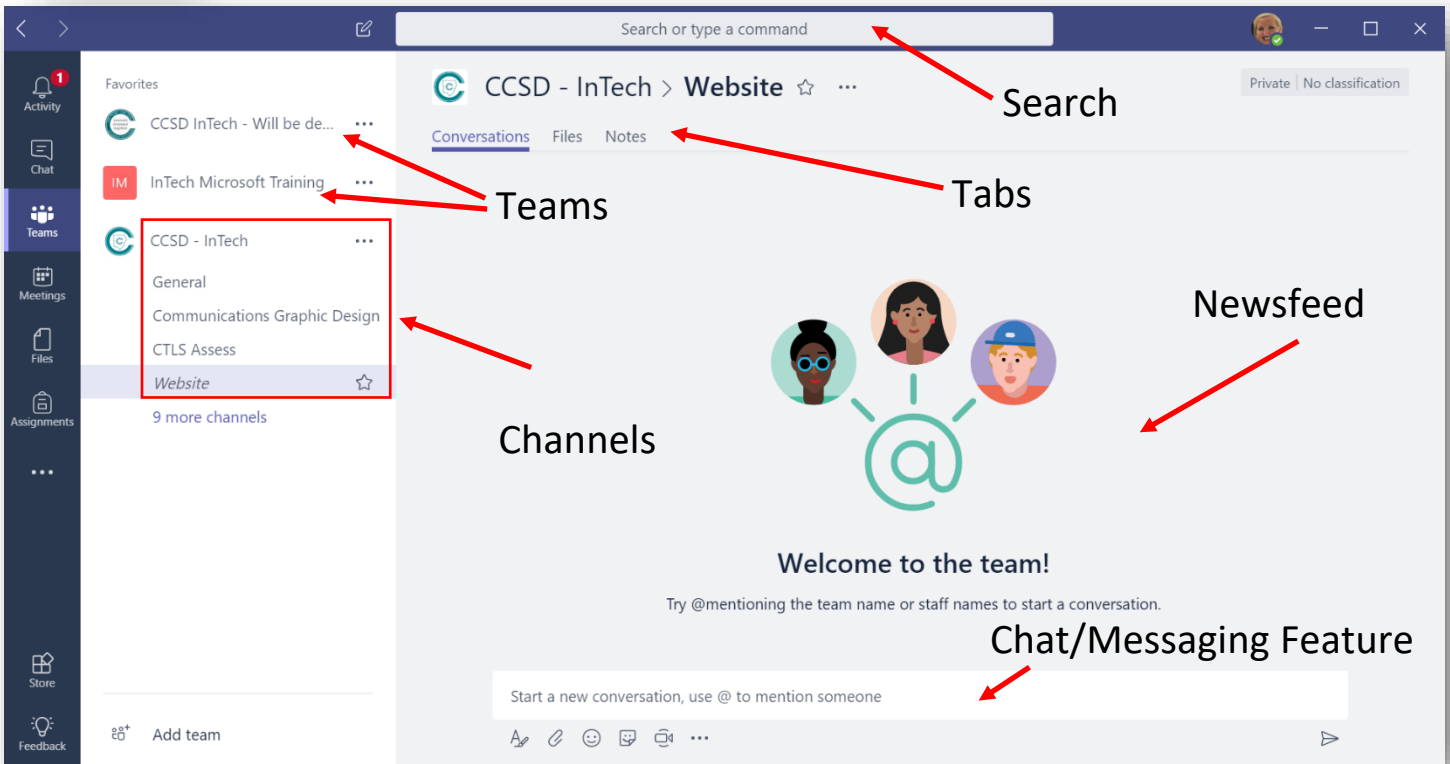 Search or type a command
1
Activity
Chat
Teams
Meetings
Files
Assignments
Store
Feedback
Favorites
CCSD InTech - Will be de...
IM InTech Microsoft Training
CCSD - InTech
General
Communications Graphic Design
CTLS Assess
Website
9 more channels
Add team
CCSD - InTech > Website
Private | No classification
Conversations Files Notes
Search
Tabs
Teams
Newsfeed
Channels
@
Welcome to the team!
Try @mentioning the team name or staff names to start a conversation.
Chat/Messaging Feature
Start a new conversation, use @ to mention someone